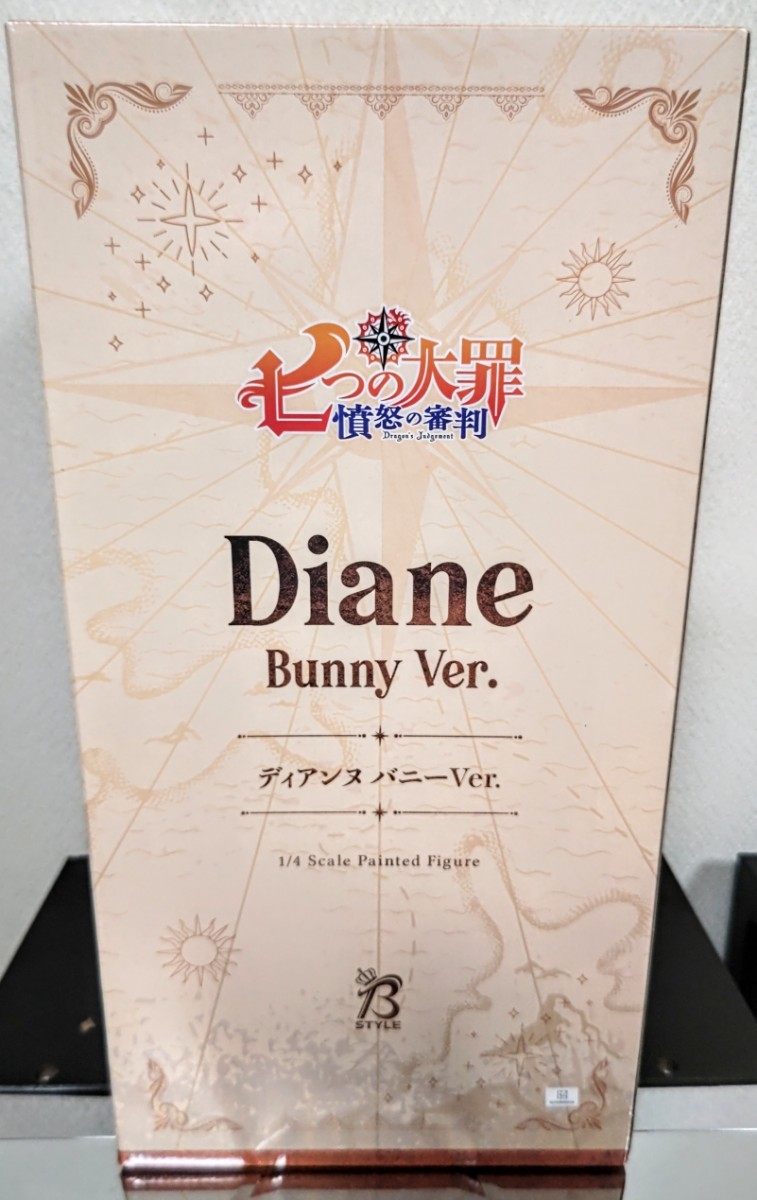 七つの大罪
憤怒の審判
Dragon's Judgement
Diane
Bunny Ver.
ディアンヌ バニーVer.
1/4 Scale Painted Figure
B
STYLE